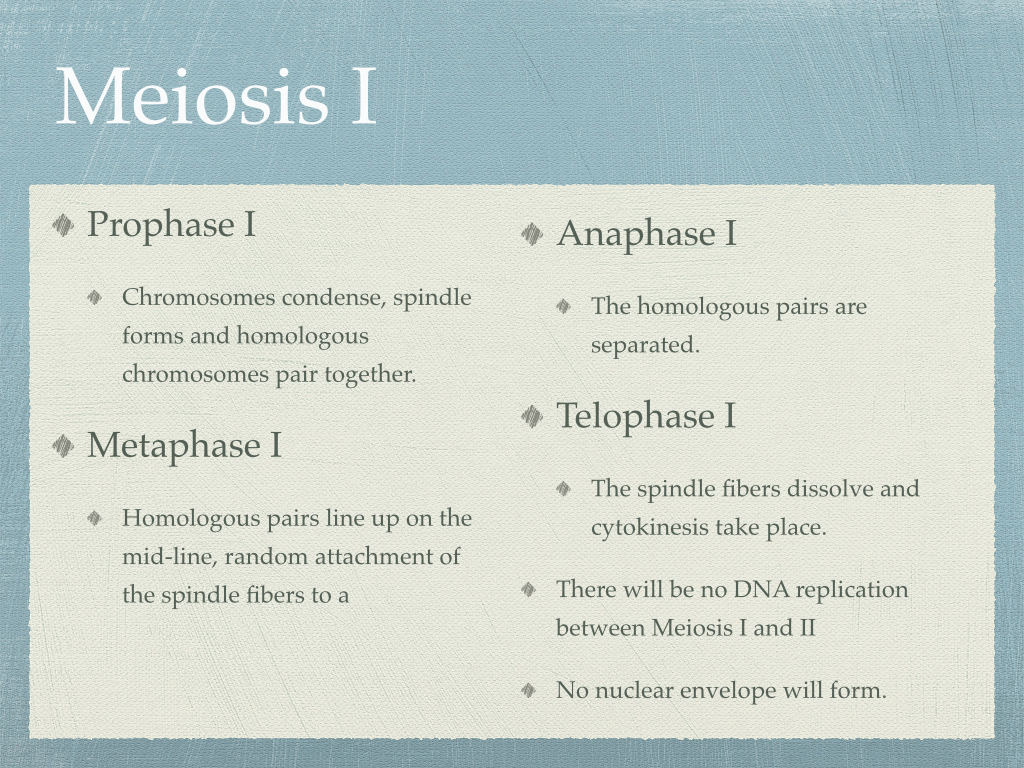 Meiosis I
Prophase I
Chromosomes condense, spindle
forms and homologous
chromosomes pair together.
Metaphase I
Homologous pairs line up on the
mid-line, random attachment of
the spindle fibers to a
Anaphase I
The homologous pairs are
separated.
Telophase I
The spindle fibers dissolve and
cytokinesis take place.
There will be no DNA replication
between Meiosis I and II
No nuclear envelope will form.